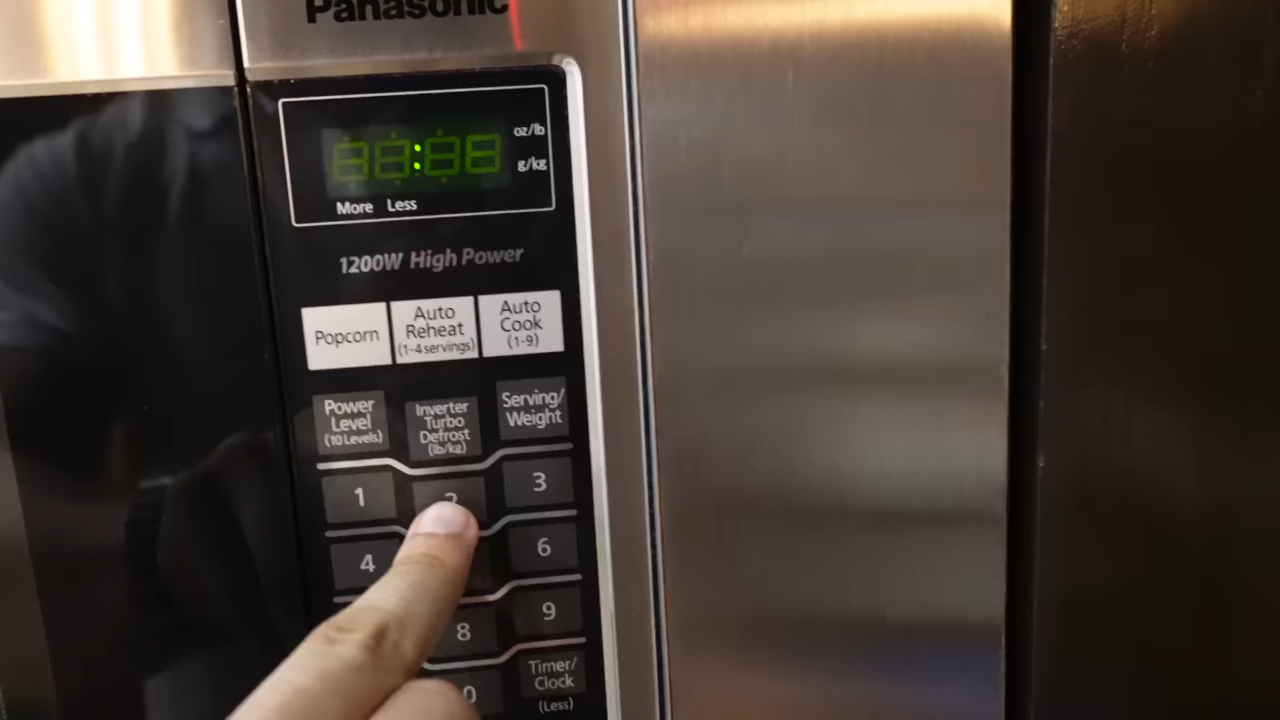 Panasonic
:
oz/lb
g/kg
More Less
1200W High Power
Popcorn
Auto
Reheat
(1-4 servings)
Auto
Cook
(1-9)
Power
Level
(10 Levels)
Inverter
Turbo
Defrost
(lb/kg)
Serving/
Weight
1 2 3
4 6
8 9
0
Timer/
Clock
(Less)